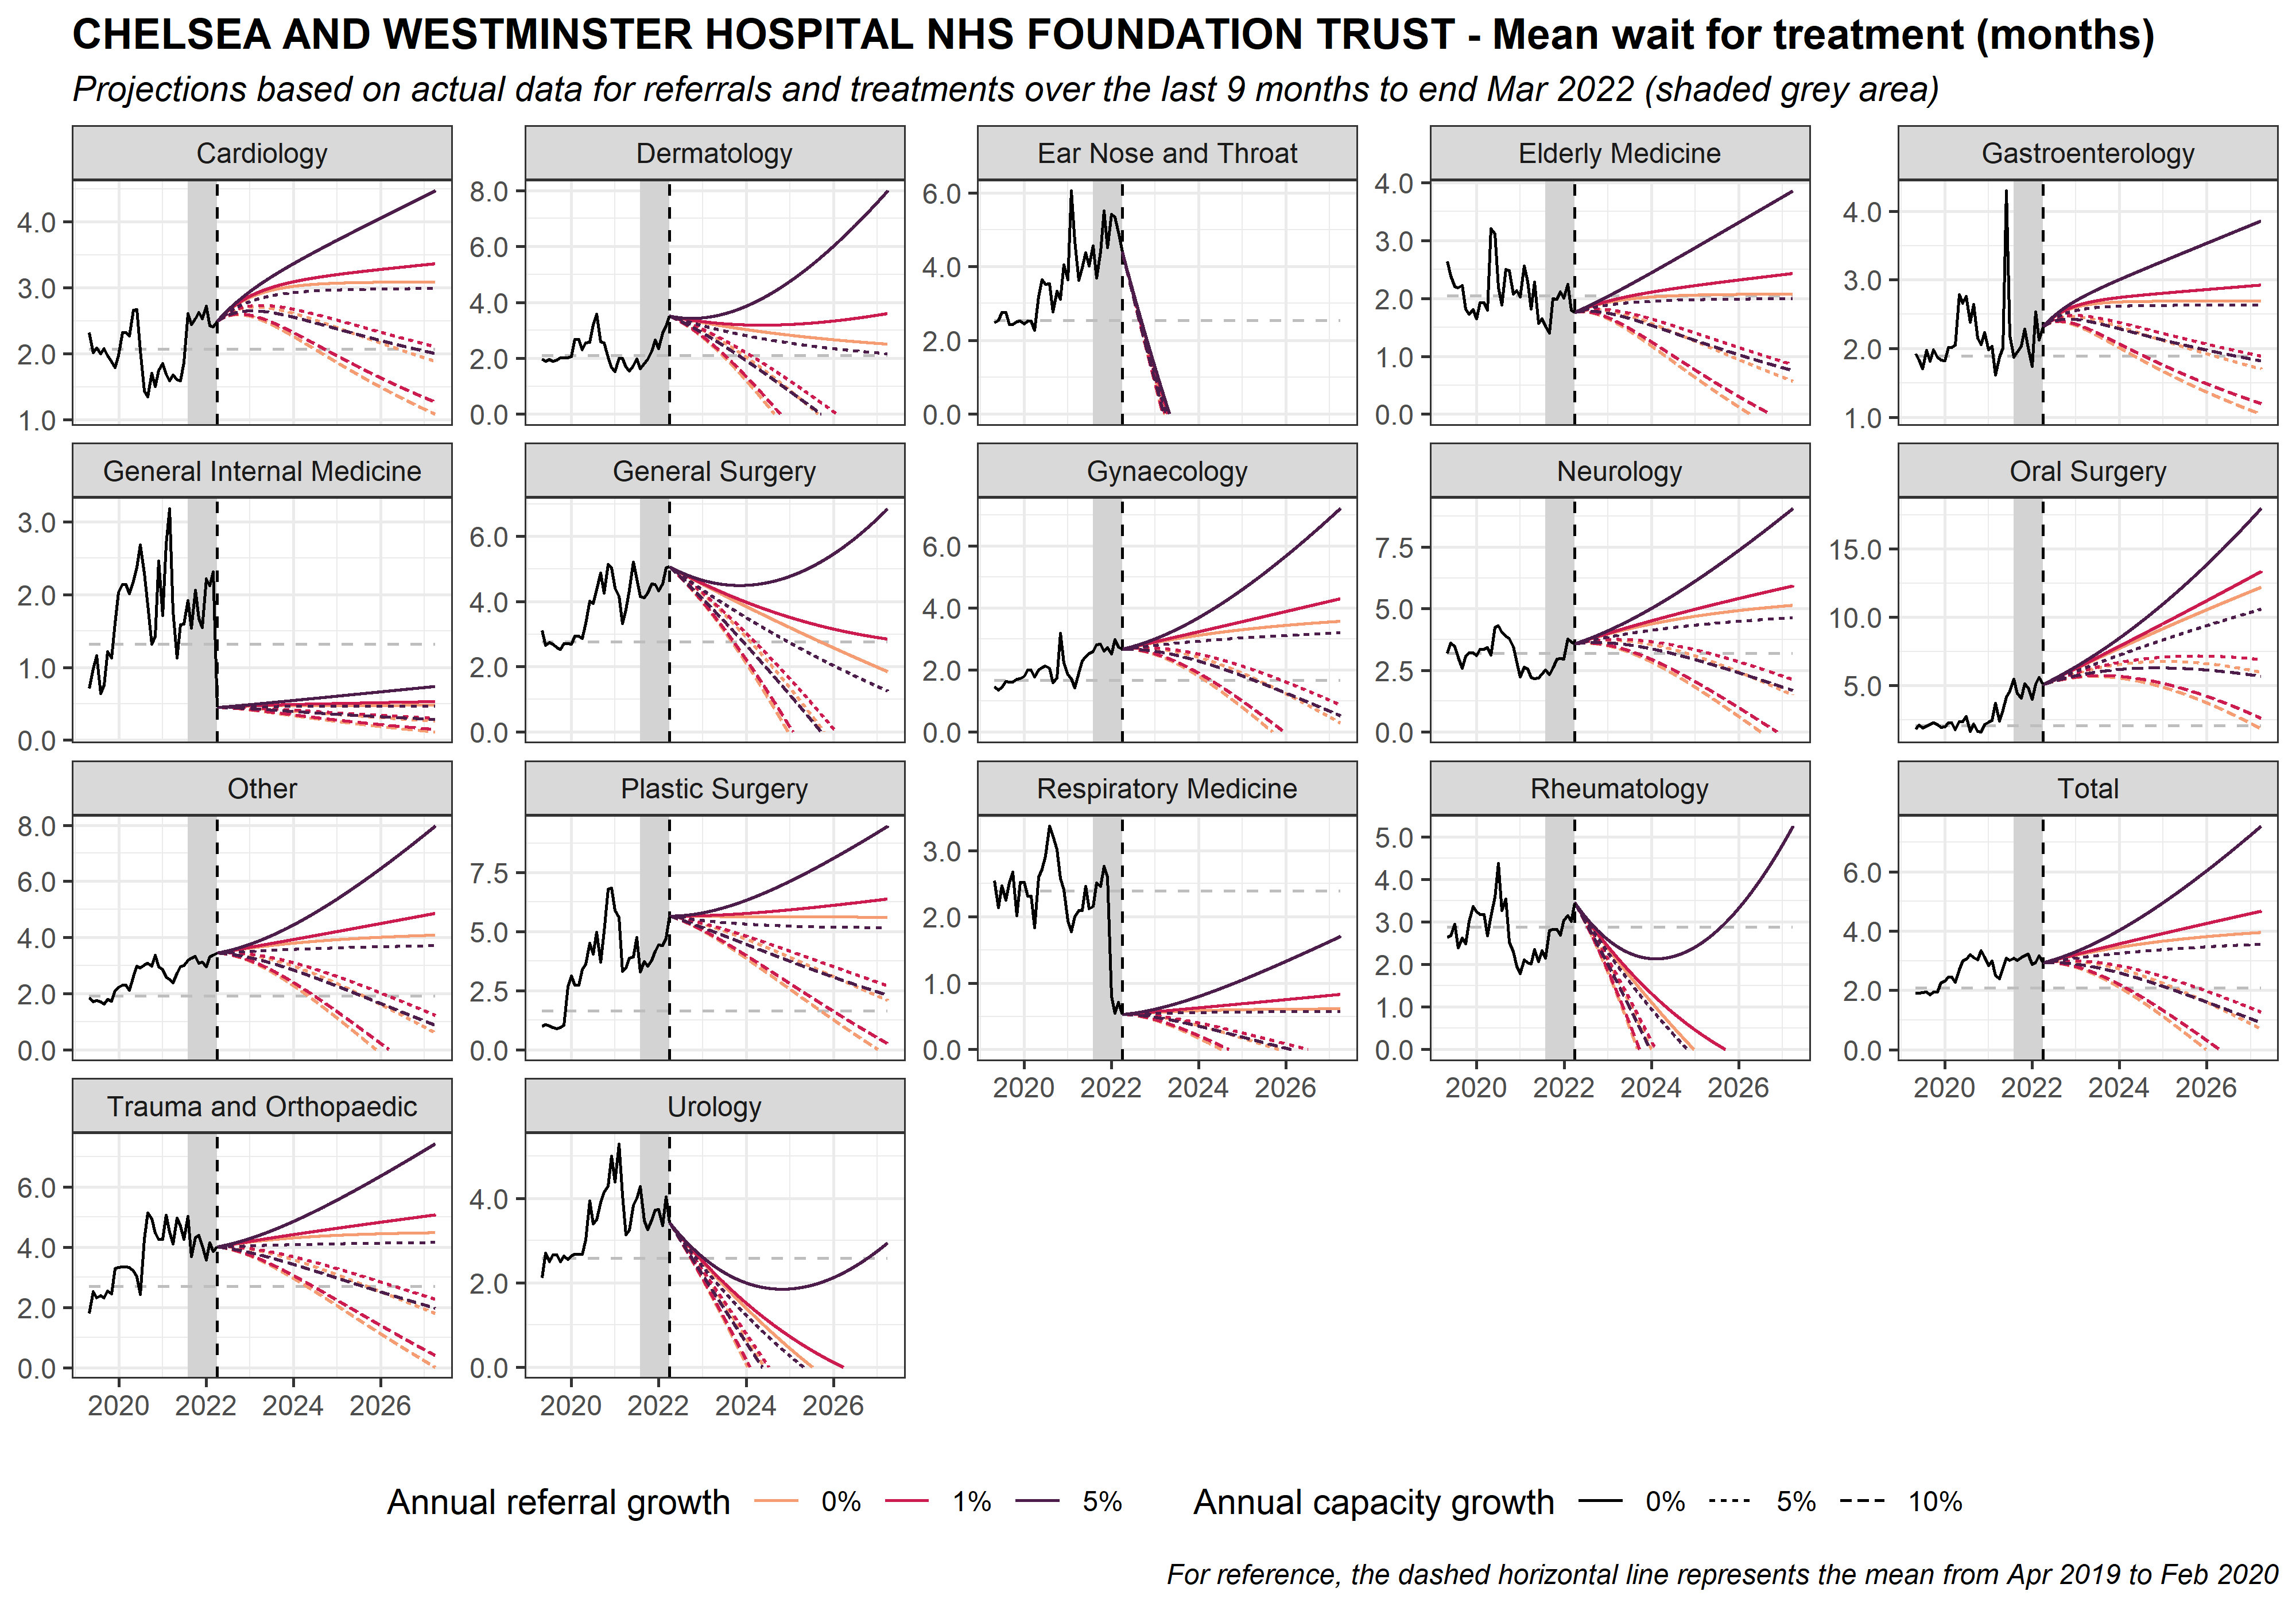 CHELSEA AND WESTMINSTER HOSPITAL NHS FOUNDATION TRUST - Mean wait for treatment (months)
Projections based on actual data for referrals and treatments over the last 9 months to end Mar 2022 (shaded grey area)
Cardiology
4.0
3.0
2.0
1.0
Dermatology
8.0
6.0
4.0
2.0
0.0
Ear Nose and Throat
6.0
4.0
2.0
0.0
Elderly Medicine
4.0
3.0
2.0
1.0
0.0
Gastroenterology
4.0
3.0
2.0
1.0
General Internal Medicine
3.0
2.0
1.0
0.0
General Surgery
6.0
4.0
2.0
0.0
Gynaecology
6.0
4.0
2.0
0.0
Neurology
7.5
5.0
2.5
0.0
Oral Surgery
15.0
10.0
5.0
Other
8.0
6.0
4.0
2.0
0.0
Plastic Surgery
7.5
5.0
2.5
0.0
Respiratory Medicine
3.0
2.0
1.0
0.0
2020 2022 2024 2026
Rheumatology
5.0
4.0
3.0
2.0
1.0
0.0
2020 2022 2024 2026
Total
6.0
4.0
2.0
0.0
2020 2022 2024 2026
Trauma and Orthopaedic
6.0
4.0
2.0
0.0
2020 2022 2024 2026
Urology
4.0
2.0
0.0
2020 2022 2024 2026
Annual referral growth 0% 1% 5% Annual capacity growth 0% 5% 10%
For reference, the dashed horizontal line represents the mean from Apr 2019 to Feb 2020